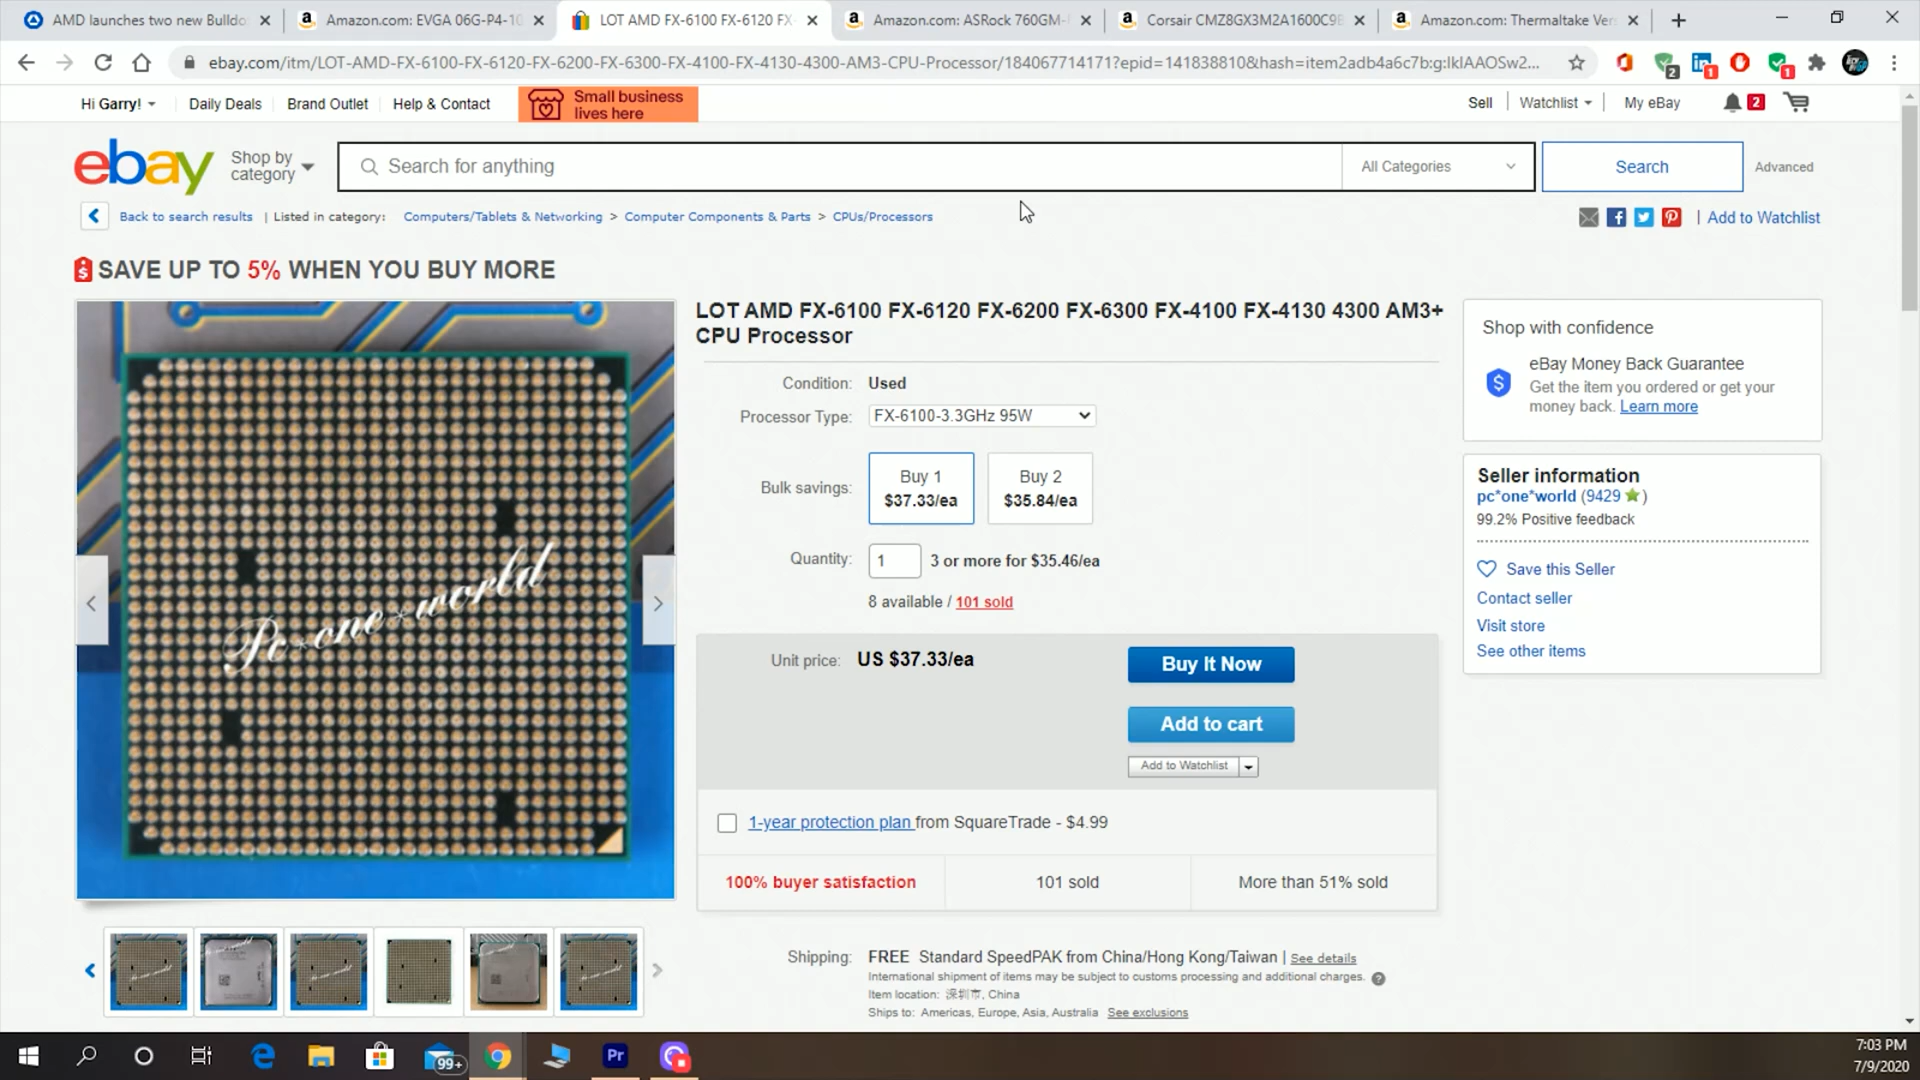 AMD launches two new Bulldo
Amazon.com: EVGA 06G-P4-10
LOT AMD FX-6100 FX-6120 FX-
Amazon.com: ASRock 760GM-
Corsair CMZ8GX3M2A1600C9B
Amazon.com: Thermaltake Ver
ebay.com/itm/LOT-AMD-FX-6100-FX-6120-FX-6200-FX-6300-FX-4100-FX-4130-4300-AM3-CPU-Processor/184067714171?epid=141838810&hash=item2adb4a6c7b:g:IkIAAOSw2...
2
1
1
Hi Garry!
Daily Deals
Brand Outlet
Help & Contact
Small business
lives here
Sell
Watchlist
My eBay
2
ebay
Shop by
category
Search for anything
All Categories
Search
Advanced
Back to search results | Listed in category: Computers/Tablets & Networking > Computer Components & Parts > CPUs/Processors
| Add to Watchlist
SAVE UP TO 5% WHEN YOU BUY MORE
Pc*one*world
LOT AMD FX-6100 FX-6120 FX-6200 FX-6300 FX-4100 FX-4130 4300 AM3+
CPU Processor
Condition: Used
Processor Type: FX-6100-3.3GHz 95W
Bulk savings:
Buy 1
$37.33/ea
Buy 2
$35.84/ea
Quantity: 1 3 or more for $35.46/ea
8 available / 101 sold
Unit price: US $37.33/ea
Buy It Now
Add to cart
Add to Watchlist
1-year protection plan from SquareTrade - $4.99
100% buyer satisfaction
101 sold
More than 51% sold
Shipping: FREE Standard SpeedPAK from China/Hong Kong/Taiwan | See details
International shipment of items may be subject to customs processing and additional charges.
Item location: 深圳市, China
Ships to: Americas, Europe, Asia, Australia See exclusions
Shop with confidence
eBay Money Back Guarantee
Get the item you ordered or get your
money back. Learn more
Seller information
pc*one*world (9429 )
99.2% Positive feedback
Save this Seller
Contact seller
Visit store
See other items
99+
Pr
7:03 PM
7/9/2020